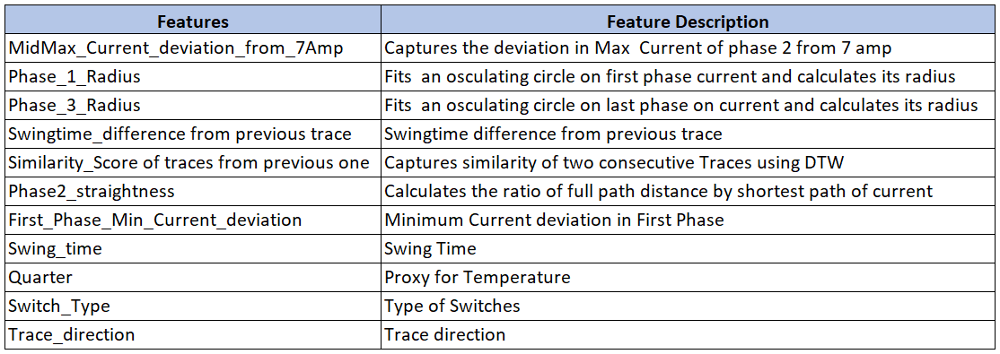 Features Feature Description
MidMax_Current_deviation_from_7Amp Captures the deviation in Max Current of phase 2 from 7 amp
Phase_1_Radius Fits an osculating circle on first phase current and calculates its radius
Phase_3_Radius Fits an osculating circle on last phase on current and calculates its radius
Swingtime_difference from previous trace Swingtime difference from previous trace
Similarity_Score of traces from previous one Captures similarity of two consecutive Traces using DTW
Phase2_straightness Calculates the ratio of full path distance by shortest path of current
First_Phase_Min_Current_deviation Minimum Current deviation in First Phase
Swing_time Swing Time
Quarter Proxy for Temperature
Switch_Type Type of Switches
Trace_direction Trace direction